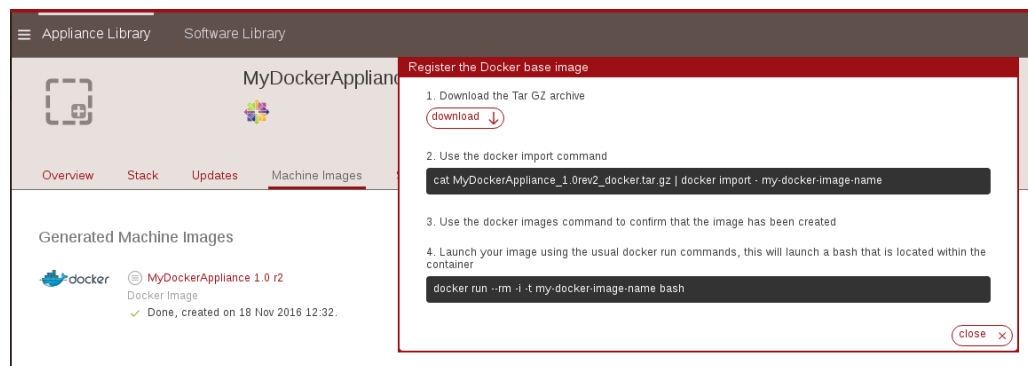 Appliance Library
Software Library
MyDockerApplianc
Overview
Stack
Updates
Machine Images
Generated Machine Images
docker
MyDockerAppliance 1.0 r2
Docker Image
Done, created on 18 Nov 2016 12:32.
Register the Docker base image
1. Download the Tar GZ archive
download
2. Use the docker import command
cat MyDockerAppliance_1.0rev2_docker.tar.gz | docker import - my-docker-image-name
3. Use the docker images command to confirm that the image has been created
4. Launch your image using the usual docker run commands, this will launch a bash that is located within the
container
docker run --rm -i -t my-docker-image-name bash
close